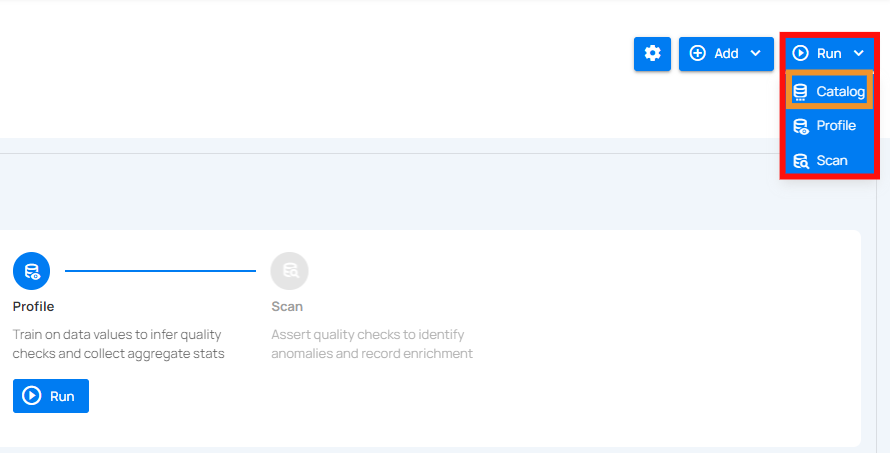 Add
Run
Catalog
Profile
Scan
Profile
Train on data values to infer quality
checks and collect aggregate stats
Run
Scan
Assert quality checks to identify
anomalies and record enrichment